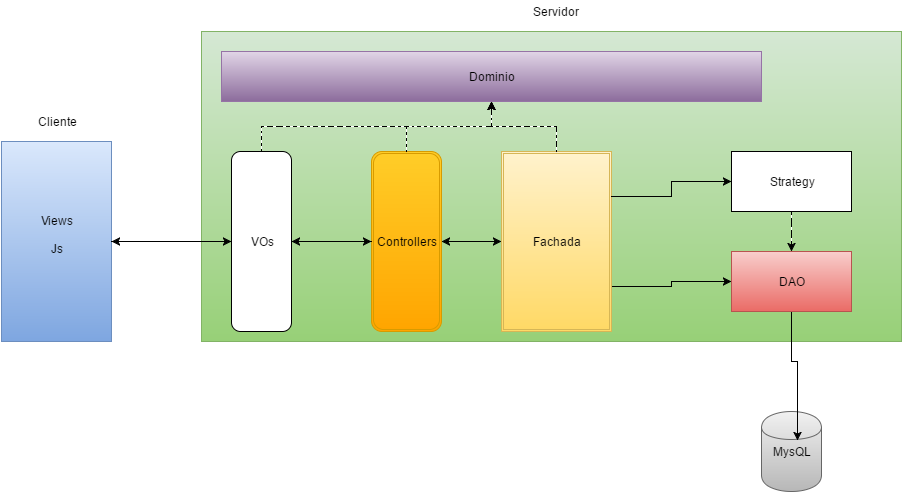 Servidor
Dominio
Cliente
Views
Js
VOs
Controllers
Fachada
Strategy
DAO
MysQL